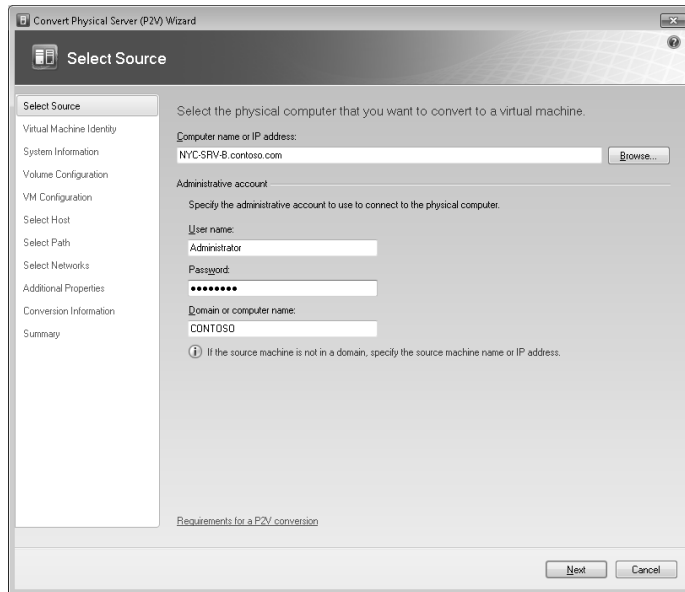 Convert Physical Server (P2V) Wizard
Select Source
Select Source
Virtual Machine Identity
System Information
Volume Configuration
VM Configuration
Select Host
Select Path
Select Networks
Additional Properties
Conversion Information
Summary
Select the physical computer that you want to convert to a virtual machine.
Computer name or IP address:
NYC-SRV-B.contoso.com
Browse...
Administrative account
Specify the administrative account to use to connect to the physical computer.
User name:
Administrator
Password:
••••••••
Domain or computer name:
CONTOSO
If the source machine is not in a domain, specify the source machine name or IP address.
Requirements for a P2V conversion
Next
Cancel